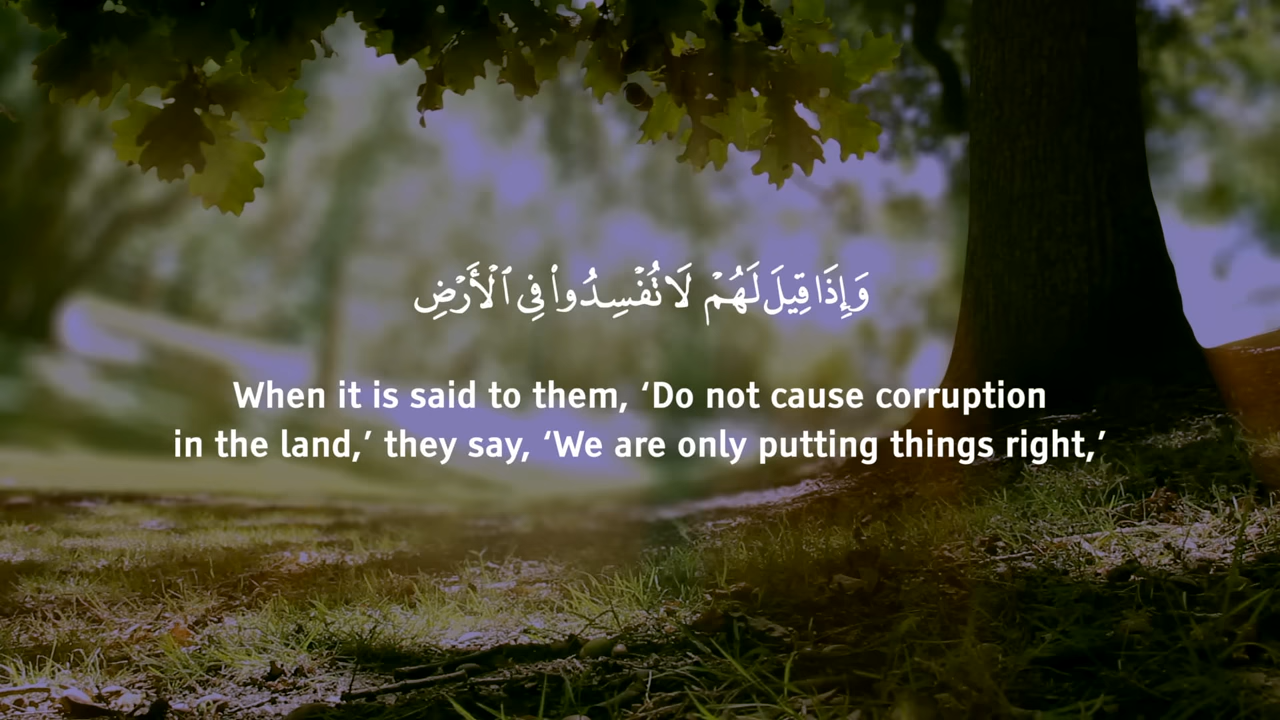 وَإِذَا قِيلَ لَهُمْ لَا تُفْسِدُوا۟ فِى ٱلْأَرْضِ
When it is said to them, ‘Do not cause corruption
in the land,’ they say, ‘We are only putting things right,’